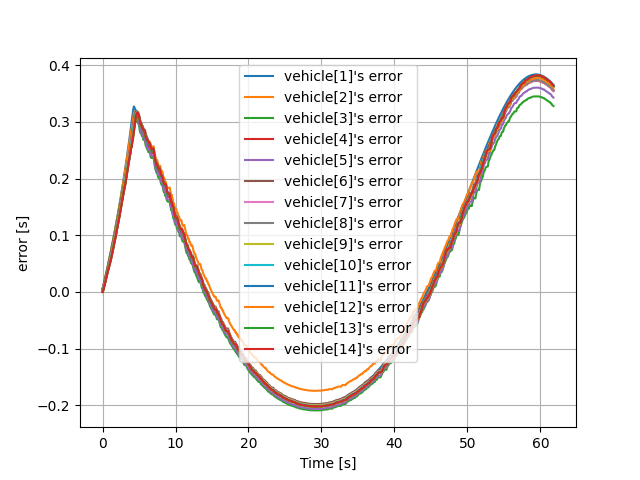 0.4
0.3
0.2
0.1
0.0
−0.1
−0.2
error [s]
vehicle[1]'s error
vehicle[2]'s error
vehicle[3]'s error
vehicle[4]'s error
vehicle[5]'s error
vehicle[6]'s error
vehicle[7]'s error
vehicle[8]'s error
vehicle[9]'s error
vehicle[10]'s error
vehicle[11]'s error
vehicle[12]'s error
vehicle[13]'s error
vehicle[14]'s error
0 10 20 30 40 50 60
Time [s]